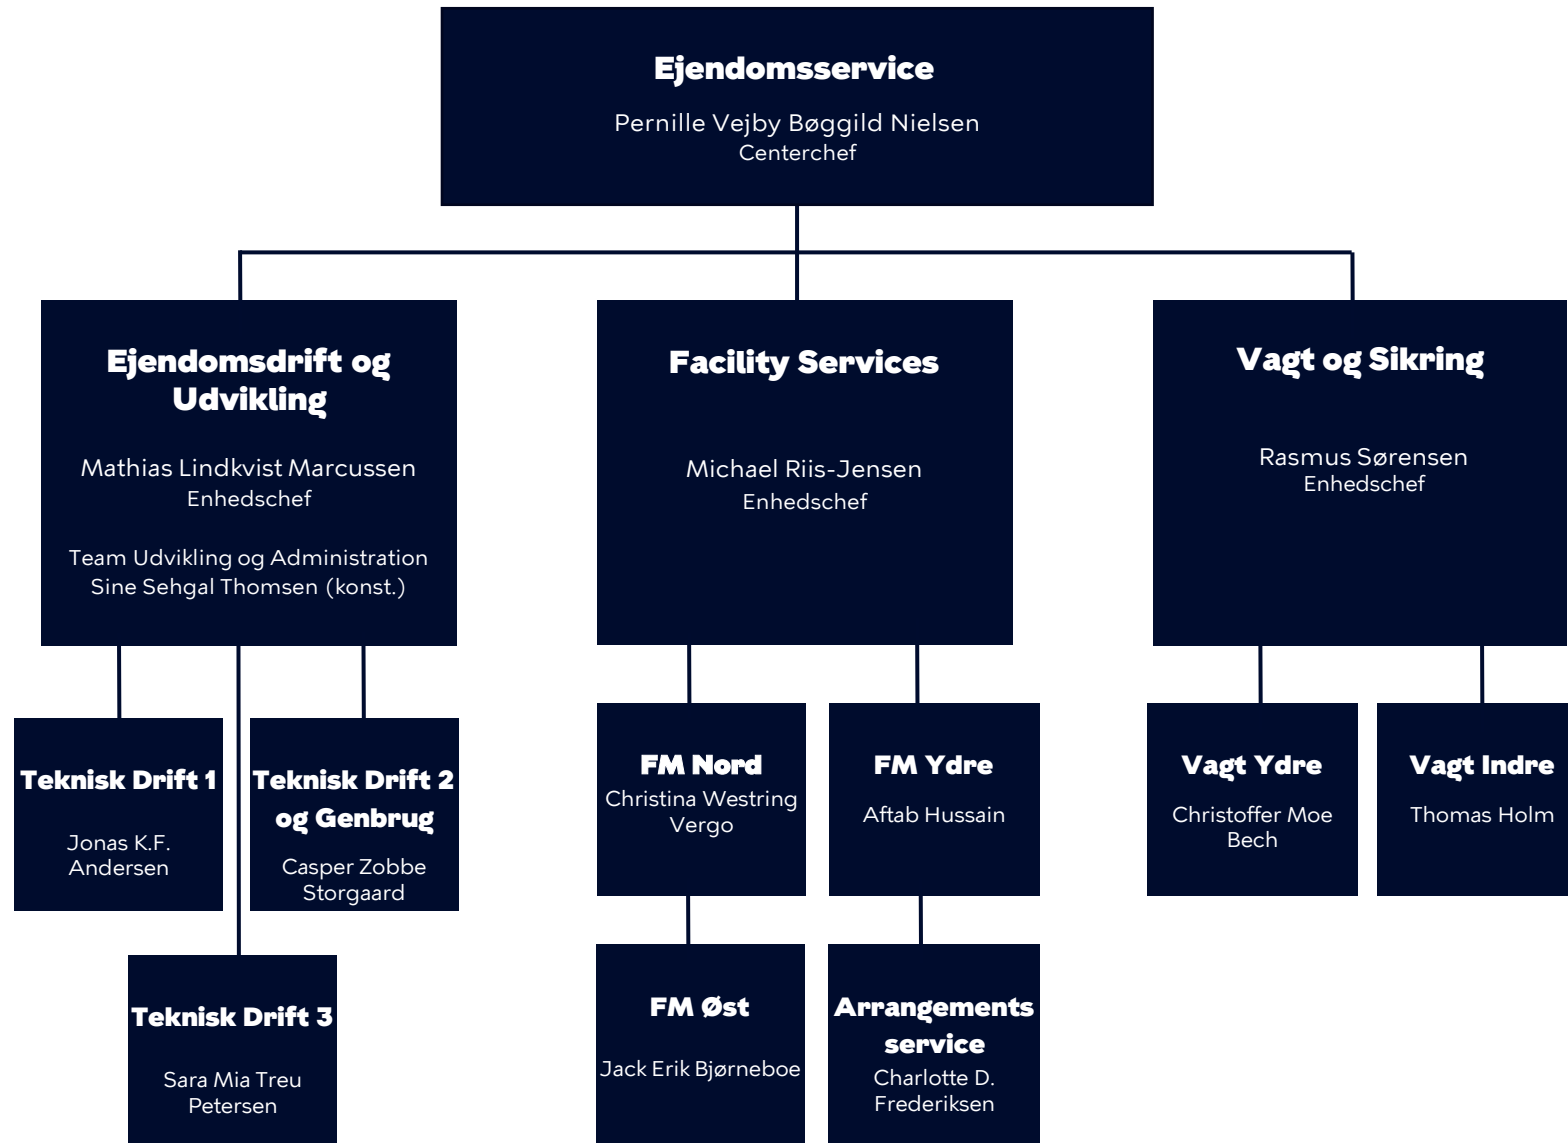 Ejendomsservice
Pernille Vejby Bøggild Nielsen
Centerchef
Ejendomsdrift og
Udvikling
Mathias Lindkvist Marcussen
Enhedschef
Team Udvikling og Administration
Sine Sehgal Thomsen (konst.)
Facility Services
Michael Riis-Jensen
Enhedschef
Vagt og Sikring
Rasmus Sørensen
Enhedschef
Teknisk Drift 1
Jonas K.F.
Andersen
Teknisk Drift 2
og Genbrug
Casper Zobbe
Storgaard
Teknisk Drift 3
Sara Mia Treu
Petersen
FM Nord
Christina Westring
Vergo
FM Ydre
Aftab Hussain
FM Øst
Jack Erik Bjørneboe
Arrangements
service
Charlotte D.
Frederiksen
Vagt Ydre
Christoffer Moe
Bech
Vagt Indre
Thomas Holm